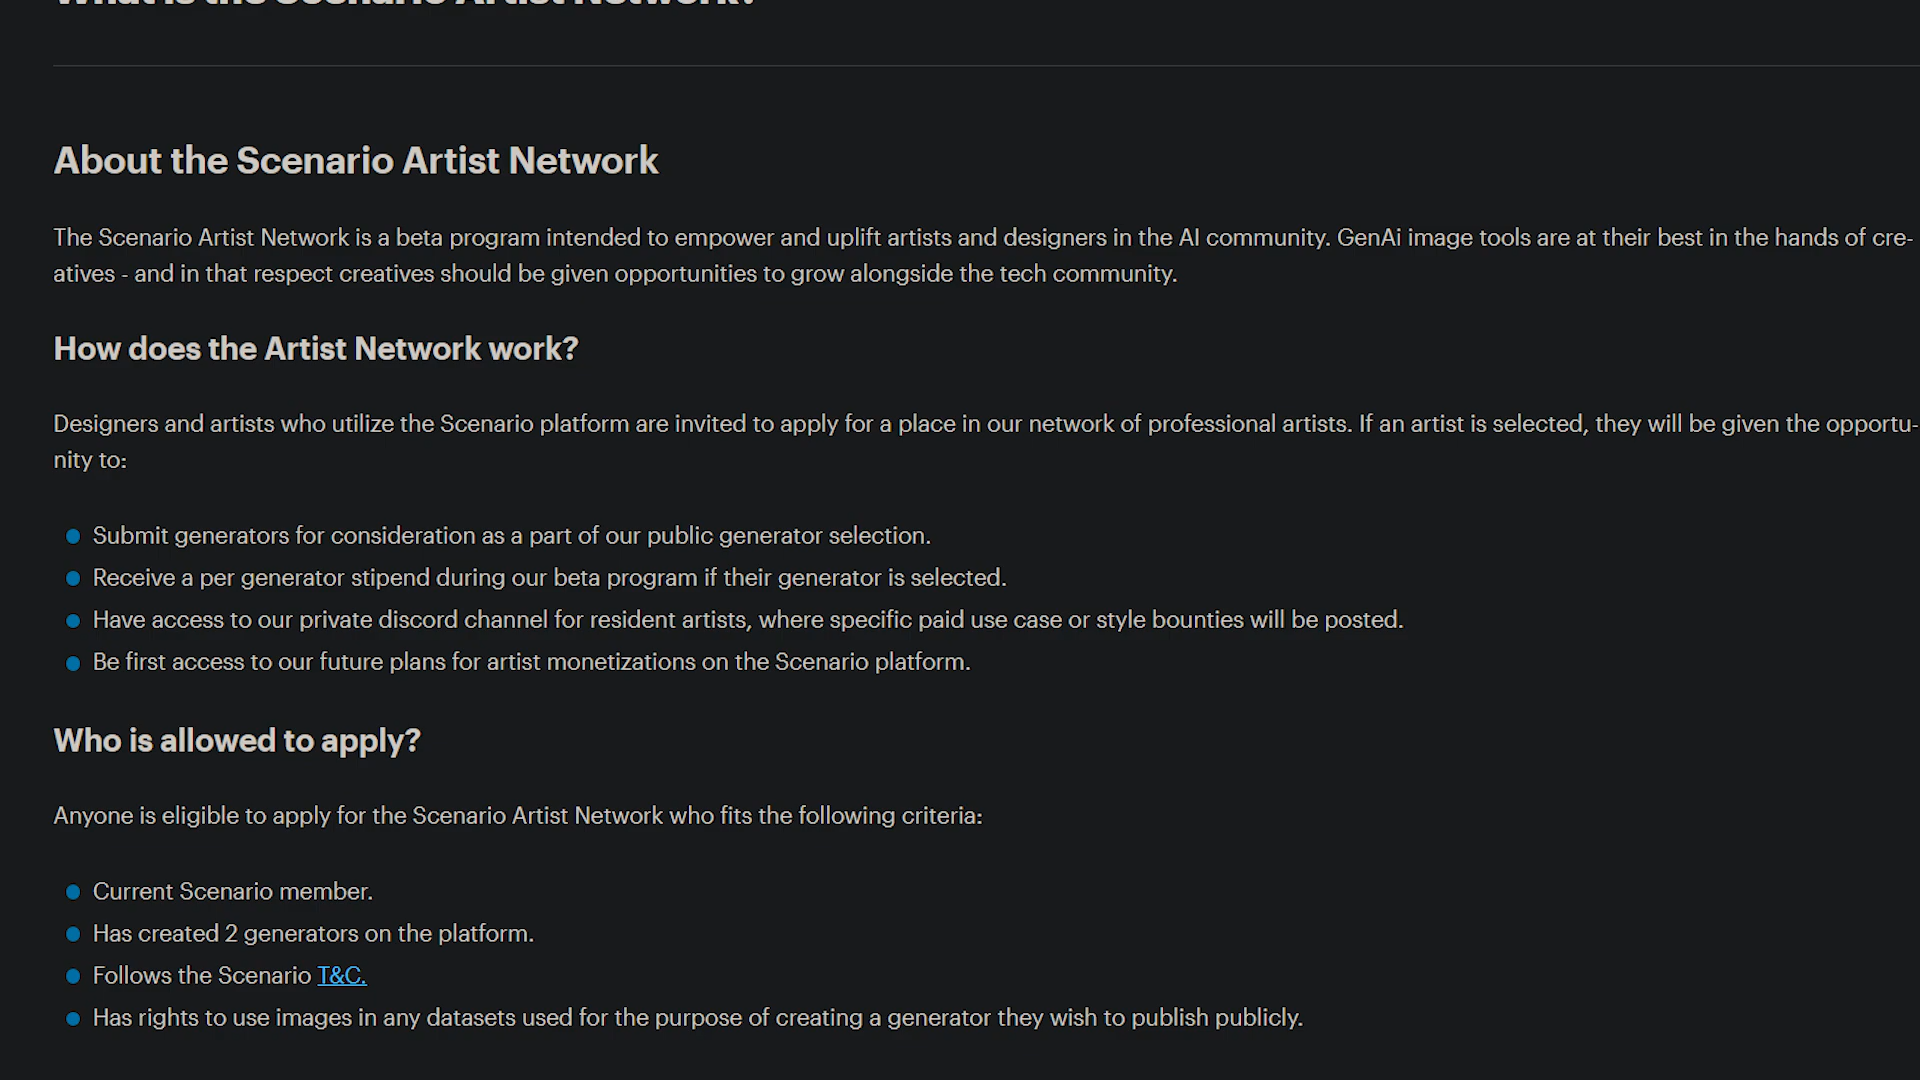 What is the Scenario Artist Network?
About the Scenario Artist Network
The Scenario Artist Network is a beta program intended to empower and uplift artists and designers in the AI community. GenAi image tools are at their best in the hands of cre-
atives - and in that respect creatives should be given opportunities to grow alongside the tech community.
How does the Artist Network work?
Designers and artists who utilize the Scenario platform are invited to apply for a place in our network of professional artists. If an artist is selected, they will be given the opportu-
nity to:
Submit generators for consideration as a part of our public generator selection.
Receive a per generator stipend during our beta program if their generator is selected.
Have access to our private discord channel for resident artists, where specific paid use case or style bounties will be posted.
Be first access to our future plans for artist monetizations on the Scenario platform.
Who is allowed to apply?
Anyone is eligible to apply for the Scenario Artist Network who fits the following criteria:
Current Scenario member.
Has created 2 generators on the platform.
Follows the Scenario T&C.
Has rights to use images in any datasets used for the purpose of creating a generator they wish to publish publicly.